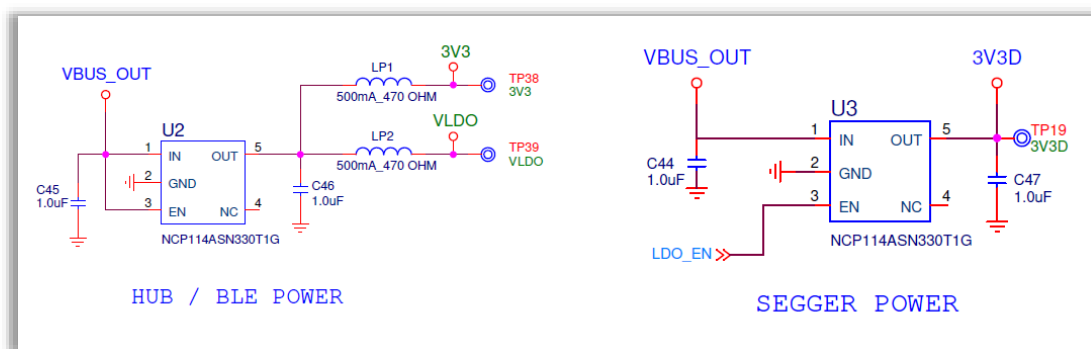 VBUS_OUT
U2
1 IN OUT 5
2 GND
3 EN NC 4
NCP114ASN330T1G
C45
1.0uF
C46
1.0uF
LP1
500mA_470 OHM
3V3
TP38
3V3
LP2
500mA_470 OHM
VLDO
TP39
VLDO
HUB / BLE POWER
VBUS_OUT
U3
1 IN OUT 5
2 GND
3 EN NC 4
NCP114ASN330T1G
C44
1.0uF
LDO_EN
3V3D
TP19
3V3D
C47
1.0uF
SEGGER POWER